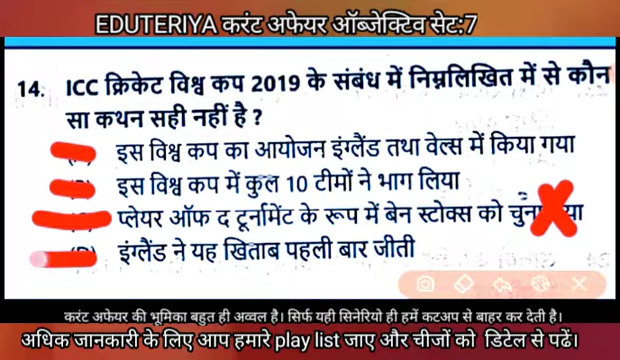 EDUTERIYA करंट अफेयर ऑब्जेक्टिव सेट:7
14. ICC क्रिकेट विश्व कप 2019 के संबंध में निम्नलिखित में से कौन
सा कथन सही नहीं है ?
इस विश्व कप का आयोजन इंग्लैंड तथा वेल्स में किया गया
इस विश्व कप में कुल 10 टीमों ने भाग लिया
प्लेयर ऑफ द टूर्नामेंट के रूप में बेन स्टोक्स को
(D) इंग्लैंड ने यह खिताब पहली बार जीती
करंट अफेयर की भूमिका बहुत ही अव्वल है। सिर्फ यही सिनेरियो ही हमें कटअप से बाहर कर देती है।
अधिक जानकारी के लिए आप हमारे play list जाए और चीजों को डिटेल से पढें।